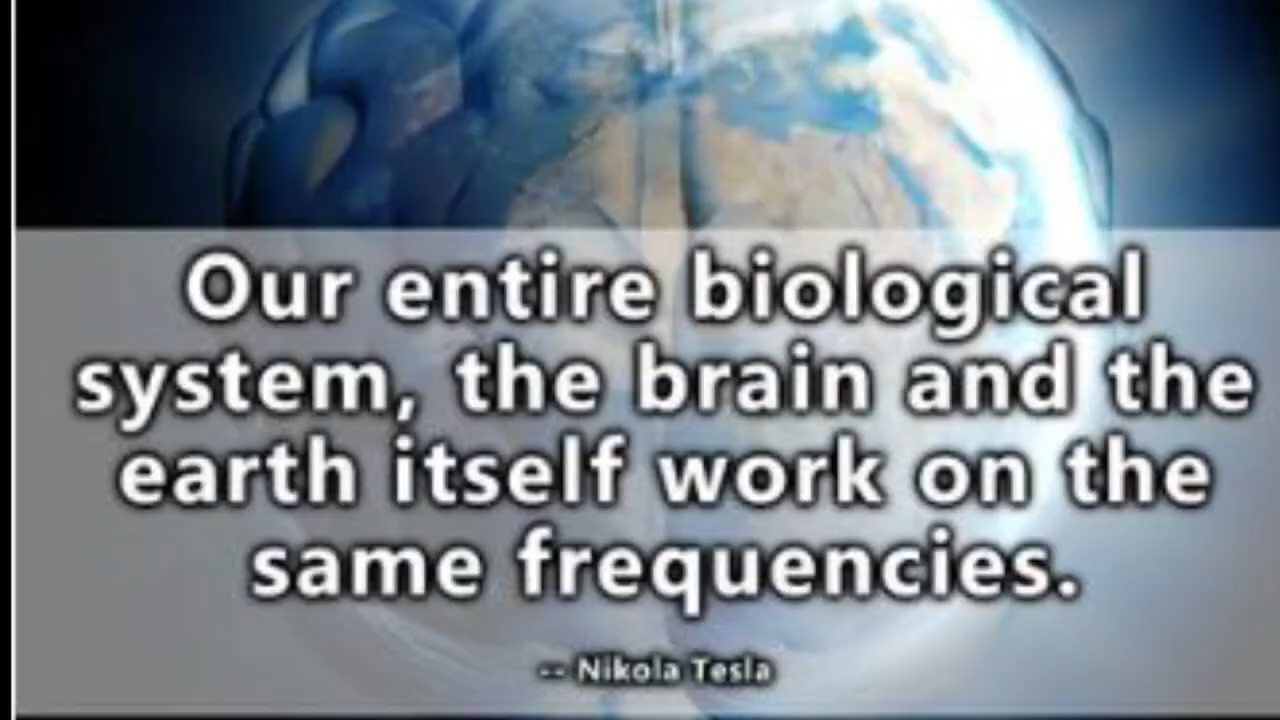 Our entire biological
system, the brain and the
earth itself work on the
same frequencies.
-- Nikola Tesla